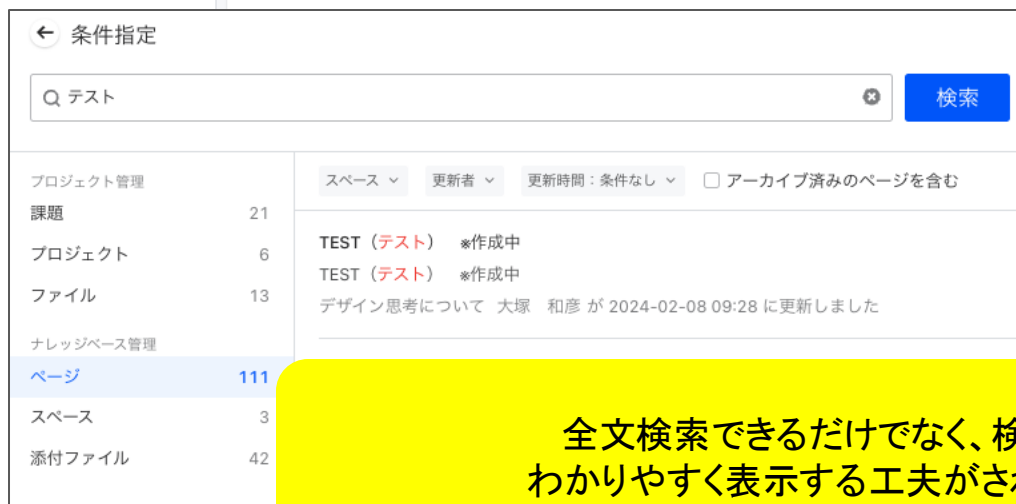 条件指定
テスト
検索
プロジェクト管理
課題 21
プロジェクト 6
ファイル 13
ナレッジベース管理
ページ 111
スペース 3
添付ファイル 42
スペース 更新者 更新時間：条件なし アーカイブ済みのページを含む
TEST（テスト） ※作成中
TEST（テスト） ※作成中
デザイン思考について 大塚 和彦 が 2024-02-08 09:28 に更新しました
全文検索できるだけでなく、検
わかりやすく表示する工夫がさ